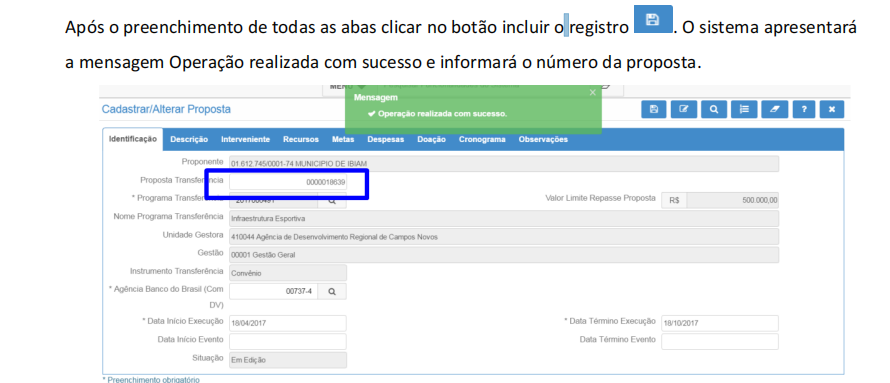 Após o preenchimento de todas as abas clicar no botão incluir o registro . O sistema apresentará
a mensagem Operação realizada com sucesso e informará o número da proposta.
MENU
Mensagem
×
Operação realizada com sucesso.
Cadastrar/Alterar Proposta
Identificação Descrição Interveniente Recursos Metas Despesas Doação Cronograma Observações
Proponente 01.612.745/0001-74 MUNICIPIO DE IBIAM
Proposta Transferência 0000018639
* Programa Transferência 2017000491 Valor Limite Repasse Proposta R$ 500.000,00
Nome Programa Transferência Infraestrutura Esportiva
Unidade Gestora 410044 Agência de Desenvolvimento Regional de Campos Novos
Gestão 00001 Gestão Geral
Instrumento Transferência Convênio
* Agência Banco do Brasil (Com 00737-4
DV)
* Data Início Execução 18/04/2017 * Data Término Execução 18/10/2017
Data Início Evento Data Término Evento
Situação Em Edição
* Preenchimento obrigatório